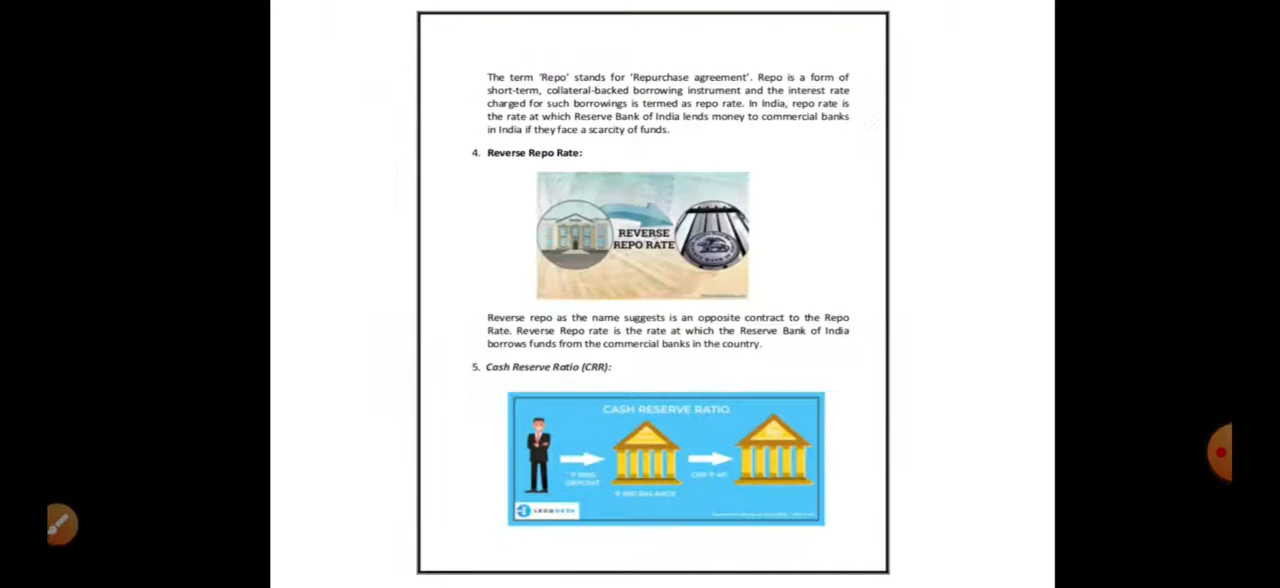 The term ‘Repo’ stands for ‘Repurchase agreement’. Repo is a form of
short-term, collateral-backed borrowing instrument and the interest rate
charged for such borrowings is termed as repo rate. In India, repo rate is
the rate at which Reserve Bank of India lends money to commercial banks
in India if they face a scarcity of funds.
4. Reverse Repo Rate:
REVERSE
REPO RATE
Reverse repo as the name suggests is an opposite contract to the Repo
Rate. Reverse Repo rate is the rate at which the Reserve Bank of India
borrows funds from the commercial banks in the country.
5. Cash Reserve Ratio (CRR):
CASH RESERVE RATIO
DEPOSIT
CRR ₹ 40
BALANCE
LEGODESK